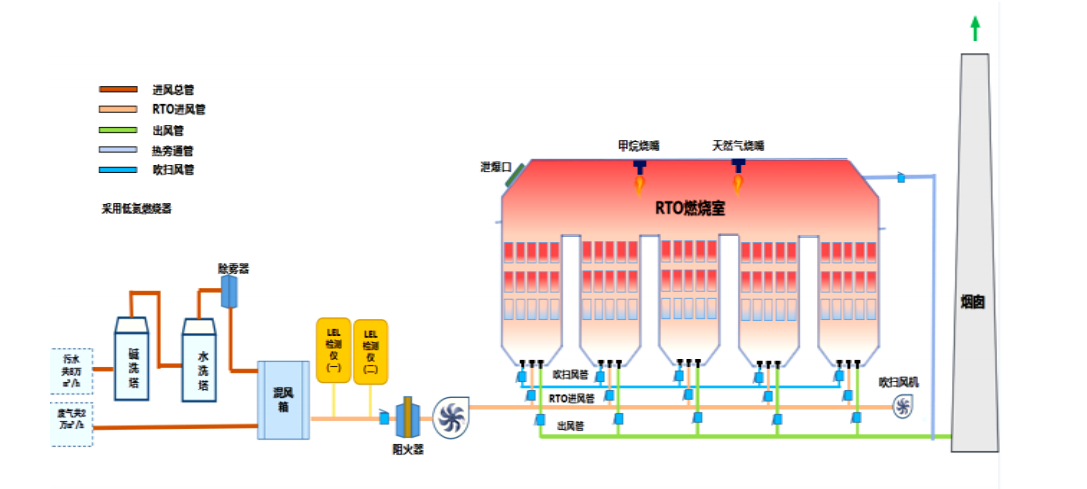 进风总管
RTO进风管
出风管
热旁通管
吹扫风管
采用低氮燃烧器
甲烷烧嘴
天然气烧嘴
泄爆口
RTO燃烧室
除雾器
烟囱
LEL
检测
仪
(一)
LEL
检测
仪
(二)
碱
洗
塔
水
洗
塔
污水
共8万
m³/h
混风
箱
废气共2
万m³/h
阻火器
吹扫风管
RTO进风管
出风管
吹扫风机